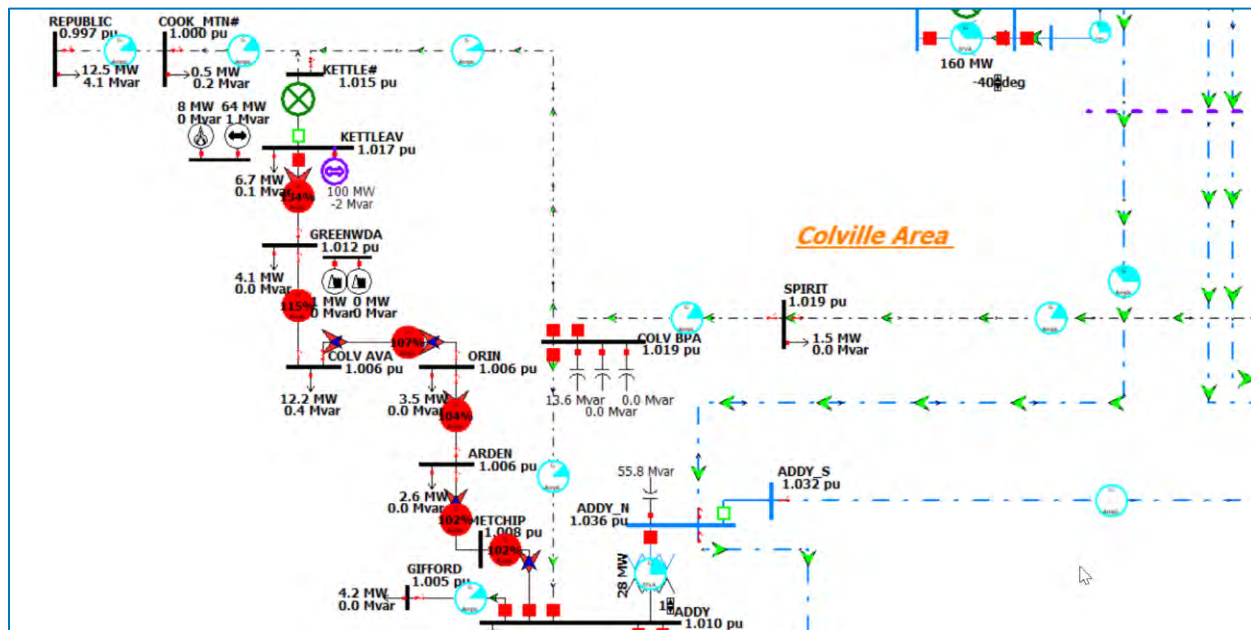 REPUBLIC
0.997 pu
COOK_MTN#
1.000 pu
12.5 MW
4.1 Mvar
0.5 MW
0.2 Mvar
KETTLE#
1.015 pu
160 MW
-40 deg
8 MW
0 Mvar
64 MW
1 Mvar
KETTLEAV
1.017 pu
6.7 MW
0.1 Mvar
134%
100 MW
-2 Mvar
GREENWDA
1.012 pu
Colville Area
4.1 MW
0.0 Mvar
1 MW
0 Mvar
0 MW
0 Mvar
115%
SPIRIT
1.019 pu
1.5 MW
0.0 Mvar
107%
COLV AVA
1.006 pu
ORIN
1.006 pu
COLV BPA
1.019 pu
12.2 MW
0.4 Mvar
3.5 MW
0.0 Mvar
13.6 Mvar
0.0 Mvar
0.0 Mvar
104%
ARDEN
1.006 pu
2.6 MW
0.0 Mvar
55.8 Mvar
ADDY_S
1.032 pu
ADDY_N
1.036 pu
102%
METCHIP
1.008 pu
102%
GIFFORD
1.005 pu
28 MW
4.2 MW
0.0 Mvar
ADDY
1.010 pu